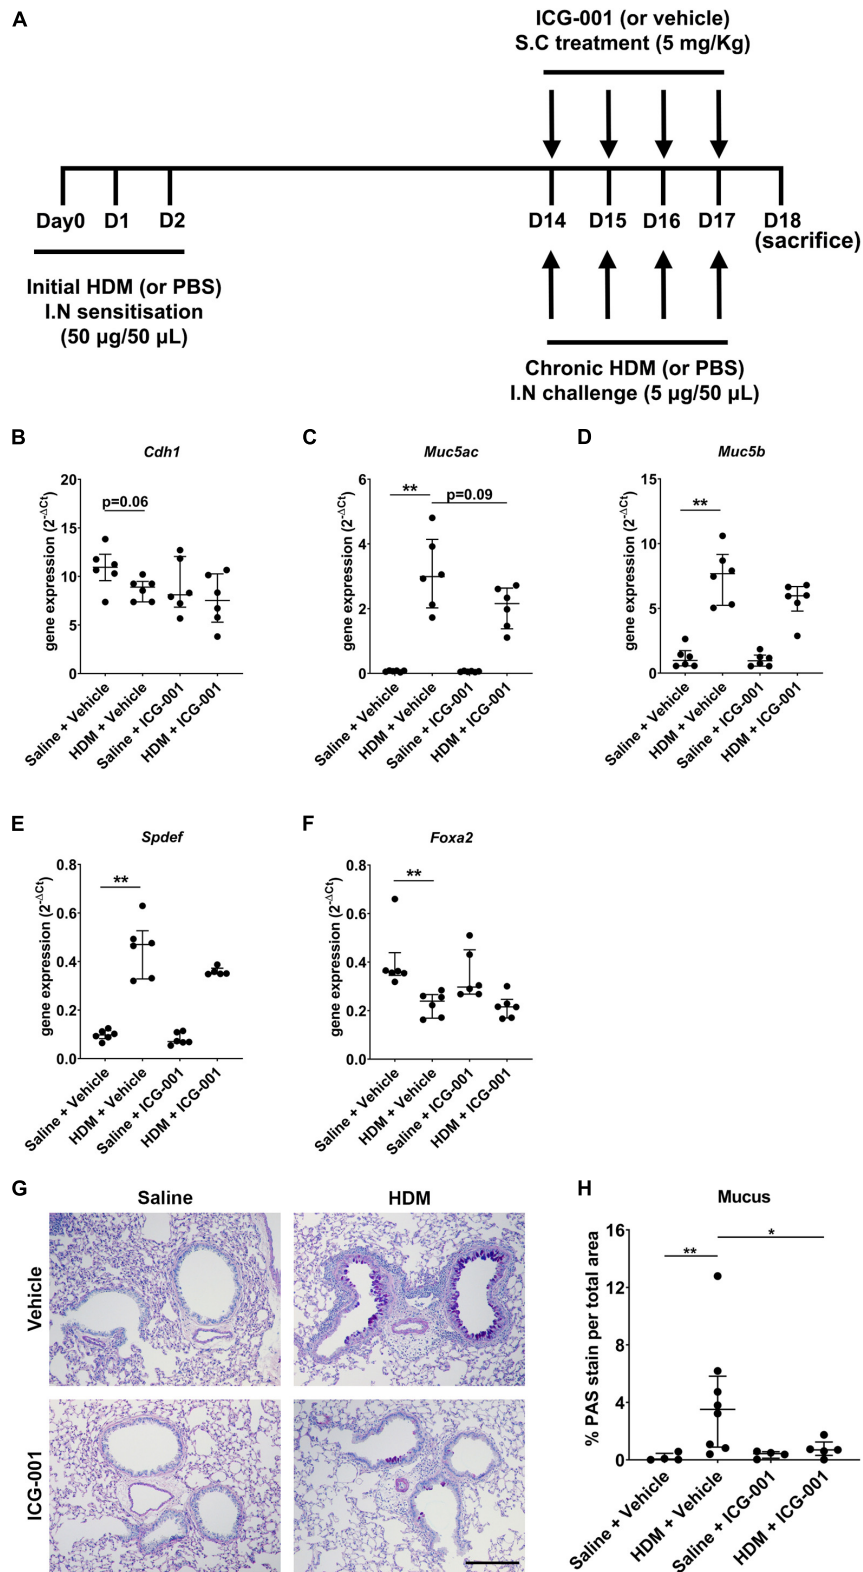 A
ICG-001 (or vehicle)
S.C treatment (5 mg/Kg)
Day0 D1 D2 D14 D15 D16 D17 D18
(sacrifice)
Initial HDM (or PBS)
I.N sensitisation
(50 µg/50 µL)
Chronic HDM (or PBS)
I.N challenge (5 µg/50 µL)
B
Cdh1
gene expression (2^-ΔCt)
20
15
10
5
0
p=0.06
Saline + Vehicle
HDM + Vehicle
Saline + ICG-001
HDM + ICG-001
C
Muc5ac
gene expression (2^-ΔCt)
6
4
2
0
**
p=0.09
Saline + Vehicle
HDM + Vehicle
Saline + ICG-001
HDM + ICG-001
D
Muc5b
gene expression (2^-ΔCt)
15
10
5
0
**
Saline + Vehicle
HDM + Vehicle
Saline + ICG-001
HDM + ICG-001
E
Spdef
gene expression (2^-ΔCt)
0.8
0.6
0.4
0.2
0.0
**
Saline + Vehicle
HDM + Vehicle
Saline + ICG-001
HDM + ICG-001
F
Foxa2
gene expression (2^-ΔCt)
0.8
0.6
0.4
0.2
0.0
**
Saline + Vehicle
HDM + Vehicle
Saline + ICG-001
HDM + ICG-001
G
Saline HDM
Vehicle
ICG-001
H
Mucus
% PAS stain per total area
16
12
8
4
0
**
*
Saline + Vehicle
HDM + Vehicle
Saline + ICG-001
HDM + ICG-001